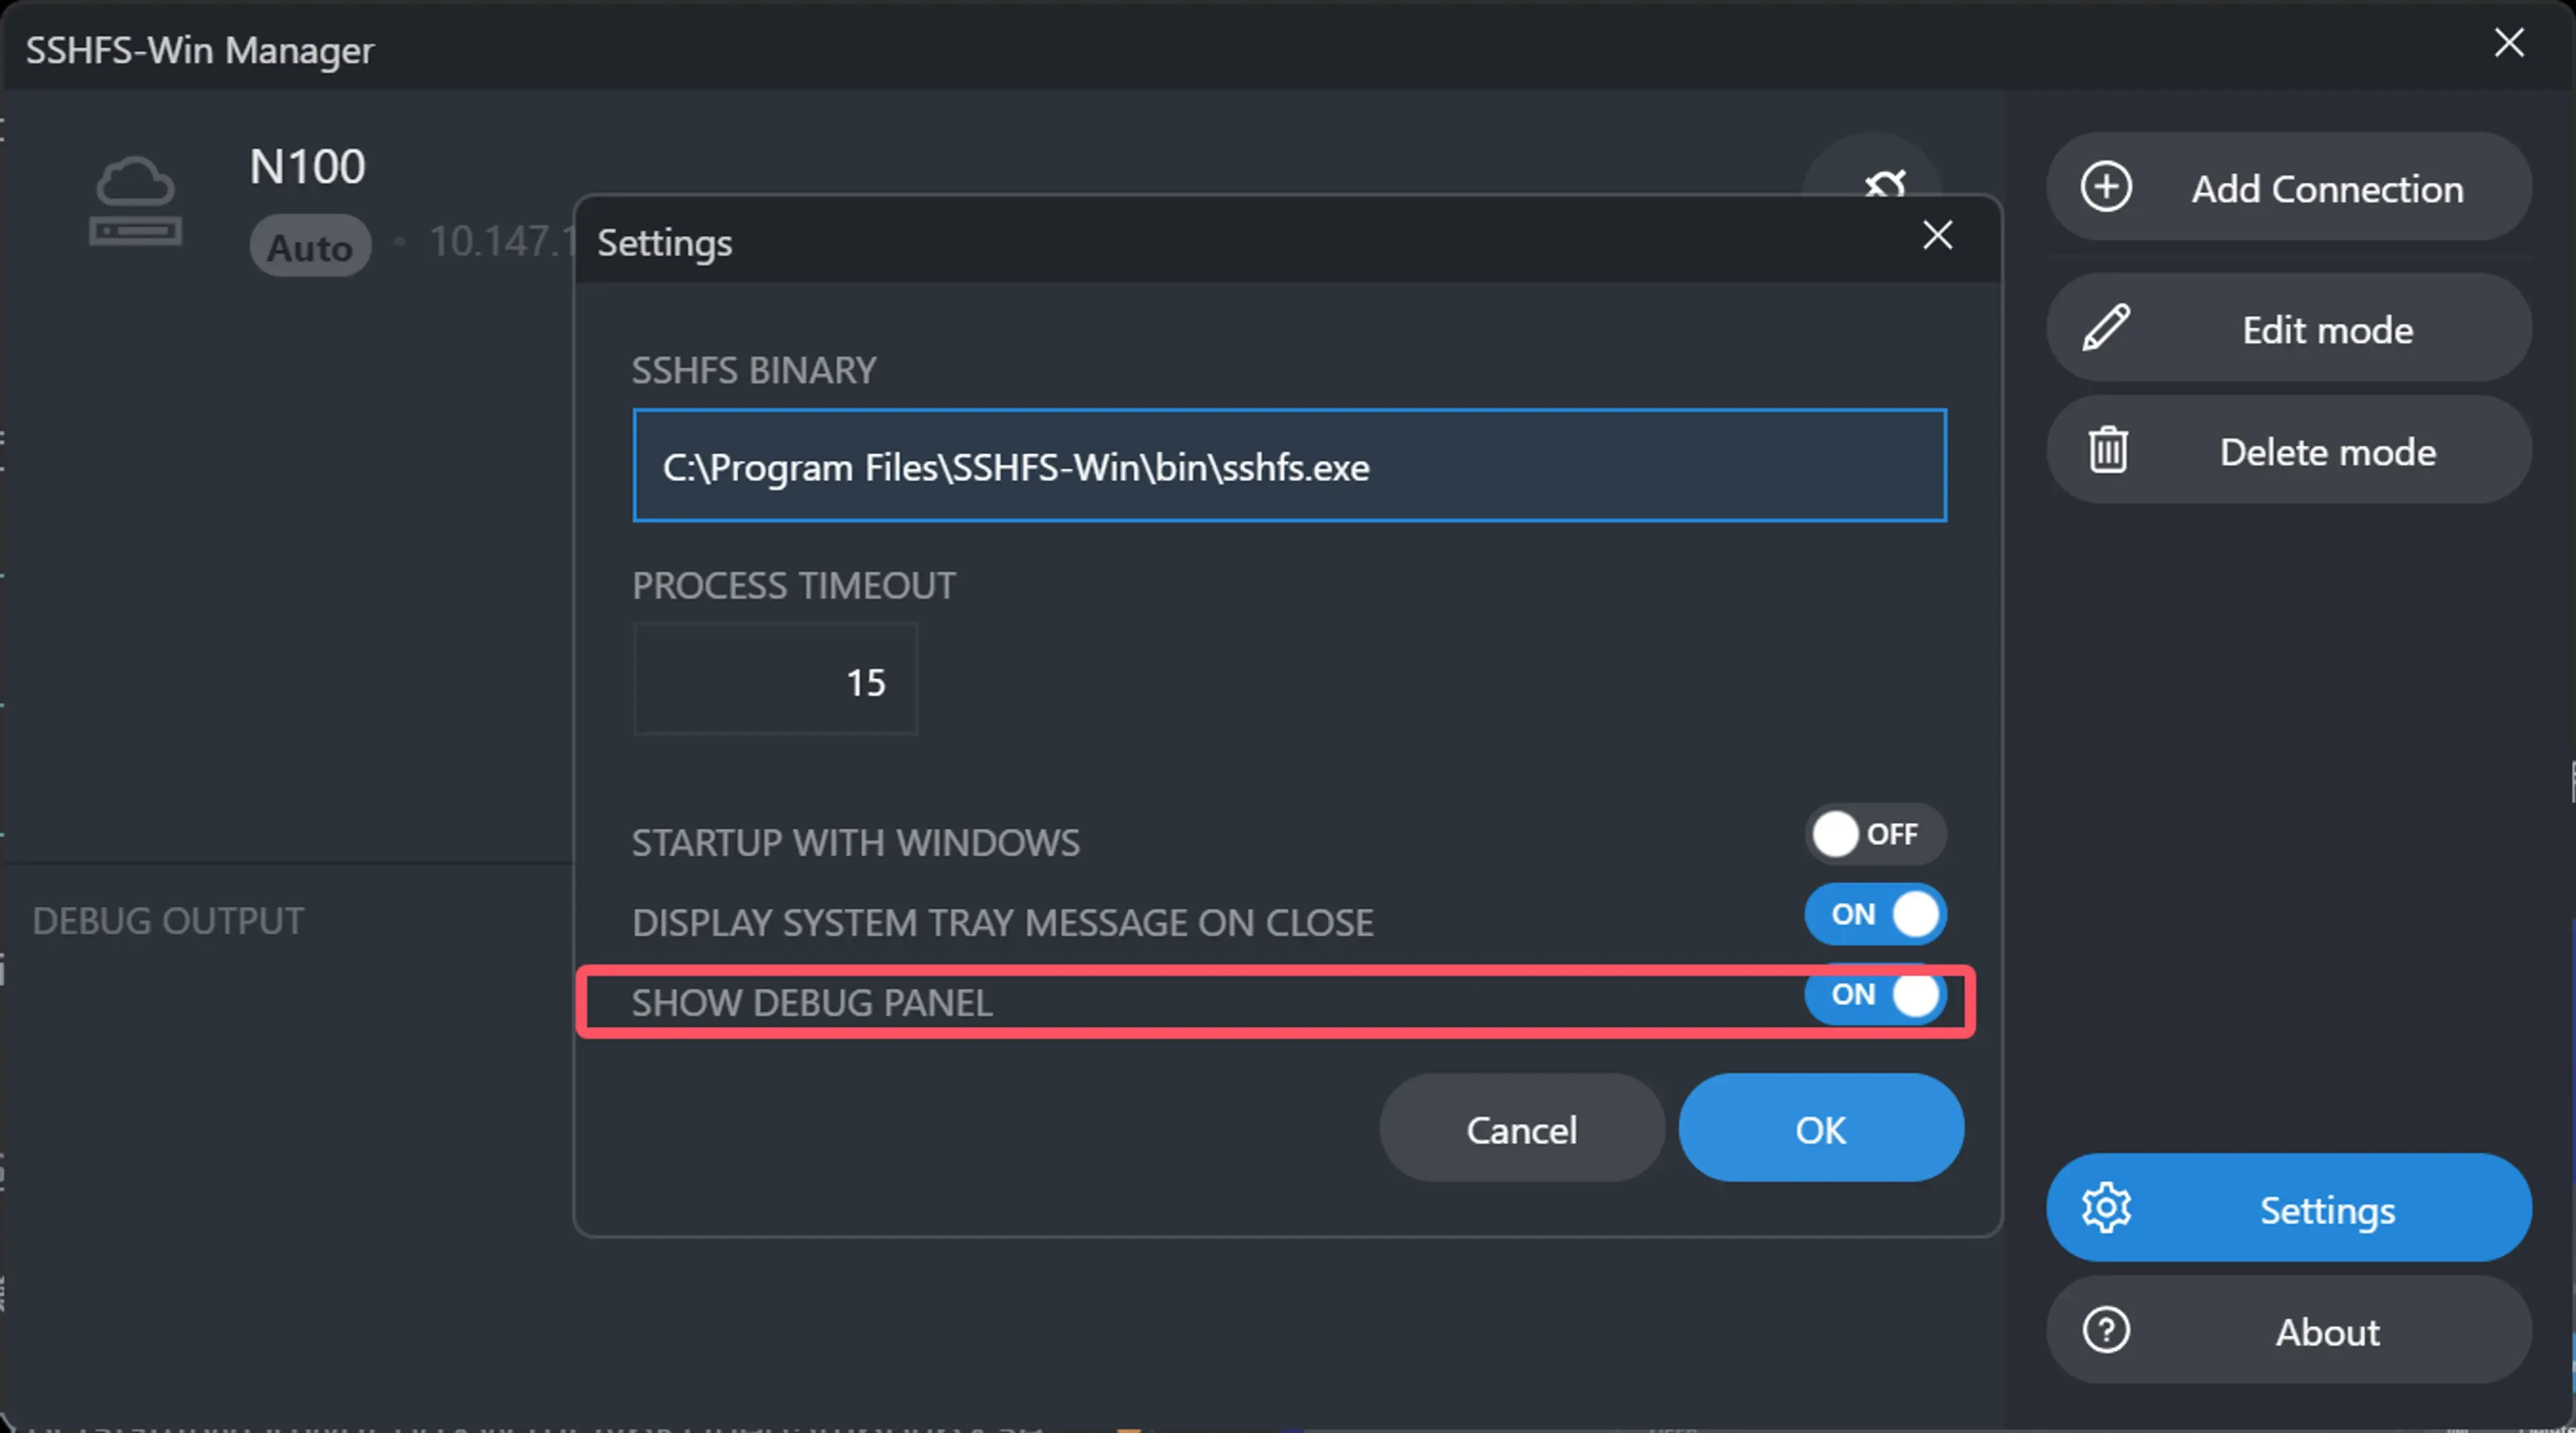 SSHFS-Win Manager
N100
Auto
10.147.1
Add Connection
Edit mode
Delete mode
Settings
SSHFS BINARY
C:\Program Files\SSHFS-Win\bin\sshfs.exe
PROCESS TIMEOUT
15
STARTUP WITH WINDOWS
OFF
DISPLAY SYSTEM TRAY MESSAGE ON CLOSE
ON
SHOW DEBUG PANEL
ON
Cancel
OK
DEBUG OUTPUT
Settings
About